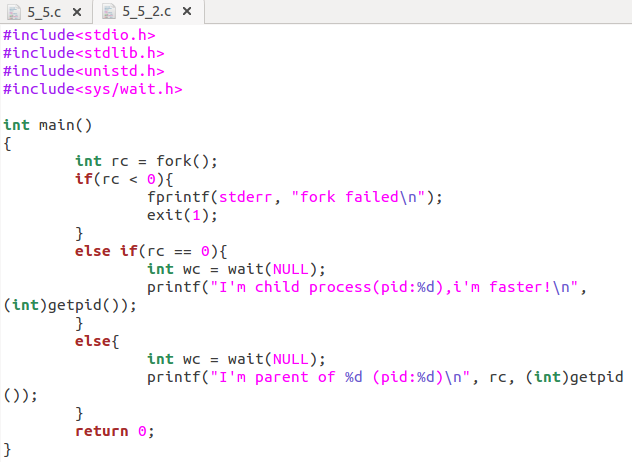 5_5.c × 5_5_2.c ×
#include<stdio.h>
#include<stdlib.h>
#include<unistd.h>
#include<sys/wait.h>
int main()
{
int rc = fork();
if(rc < 0){
fprintf(stderr, "fork failed\n");
exit(1);
}
else if(rc == 0){
int wc = wait(NULL);
printf("I'm child process(pid:%d),i'm faster!\n",
(int)getpid());
}
else{
int wc = wait(NULL);
printf("I'm parent of %d (pid:%d)\n", rc, (int)getpid
());
}
return 0;
}